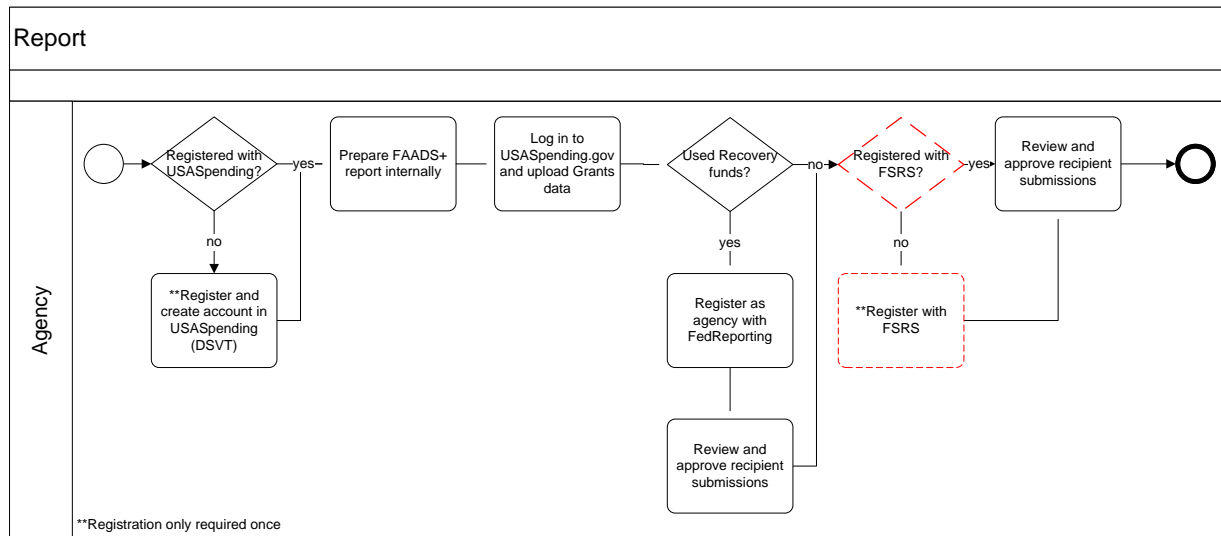 Report
Agency
Registered with
USASpending?
yes
no
**Register and
create account in
USASpending
(DSVT)
Prepare FAADS+
report internally
Log in to
USASpending.gov
and upload Grants
data
Used Recovery
funds?
no
yes
Register as
agency with
FedReporting
Review and
approve recipient
submissions
Registered with
FSRS?
yes
no
**Register with
FSRS
Review and
approve recipient
submissions
**Registration only required once